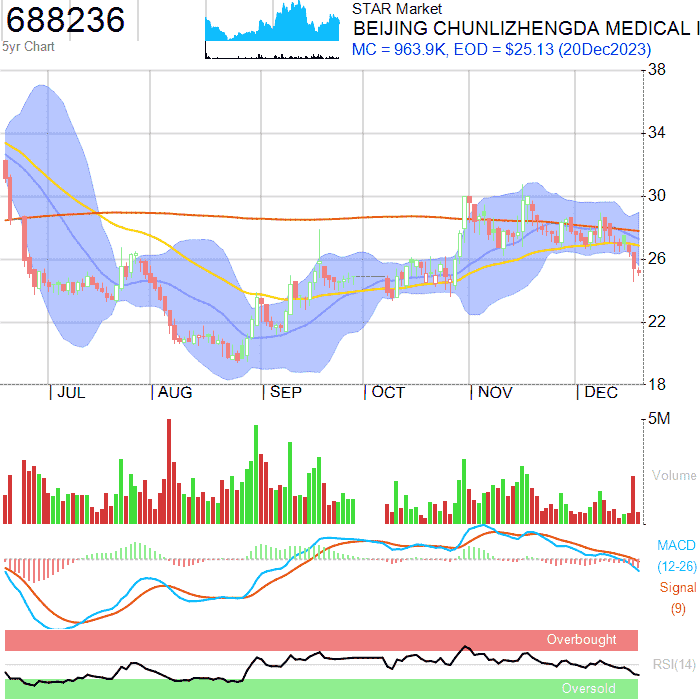 688236
5yr Chart
STAR Market
BEIJING CHUNLIZHENGDA MEDICAL I
MC = 963.9K, EOD = $25.13 (20Dec2023)
38
34
30
26
22
18
JUL AUG SEP OCT NOV DEC
5M
Volume
MACD
(12-26)
Signal
(9)
Overbought
RSI(14)
Oversold